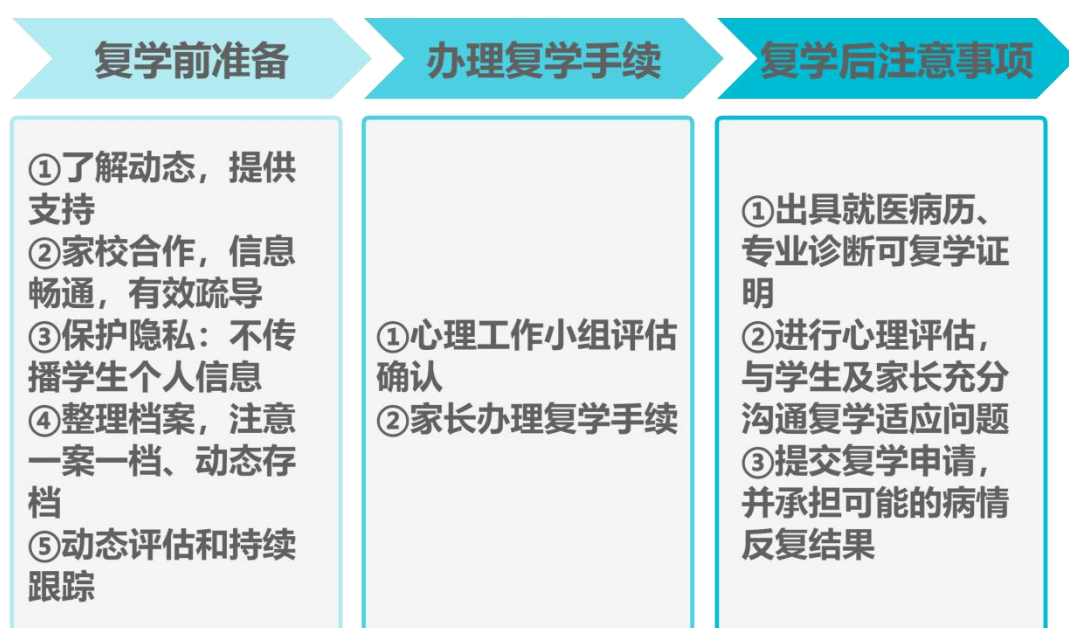 复学前准备
办理复学手续
复学后注意事项
①了解动态，提供
支持
②家校合作，信息
畅通，有效疏导
③保护隐私：不传
播学生个人信息
④整理档案，注意
一案一档、动态存
档
⑤动态评估和持续
跟踪
①心理工作小组评估
确认
②家长办理复学手续
①出具就医病历、
专业诊断可复学证
明
②进行心理评估，
与学生及家长充分
沟通复学适应问题
③提交复学申请，
并承担可能的病情
反复结果